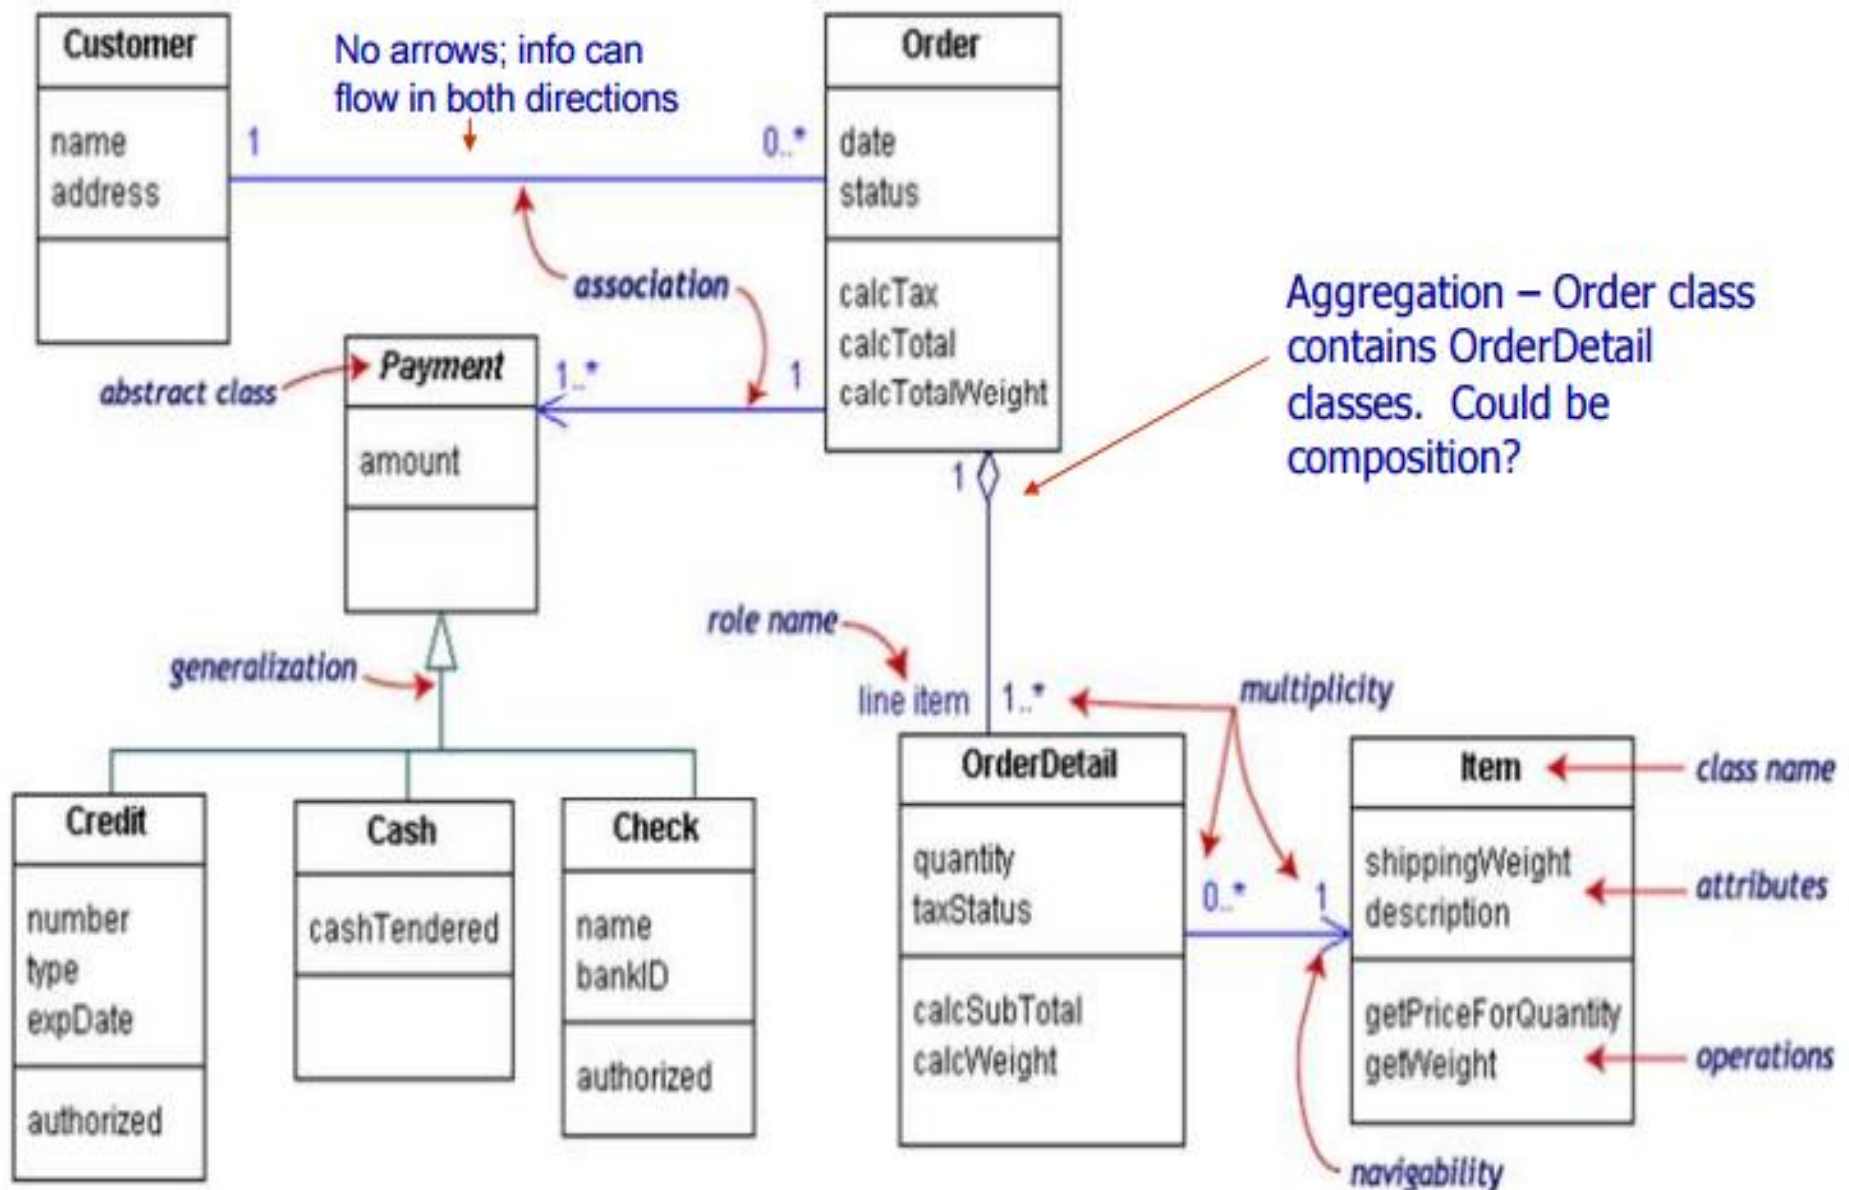 Customer
name
address
No arrows; info can
flow in both directions
1
0..*
association
Order
date
status
calcTax
calcTotal
calcTotalWeight
abstract class
Payment
amount
1..*
1
1
Aggregation – Order class
contains OrderDetail
classes. Could be
composition?
generalization
role name
line item
1..*
multiplicity
Credit
number
type
expDate
authorized
Cash
cashTendered
Check
name
bankID
authorized
OrderDetail
quantity
taxStatus
calcSubTotal
calcWeight
0..*
1
Item
shippingWeight
description
getPriceForQuantity
getWeight
class name
attributes
operations
navigability